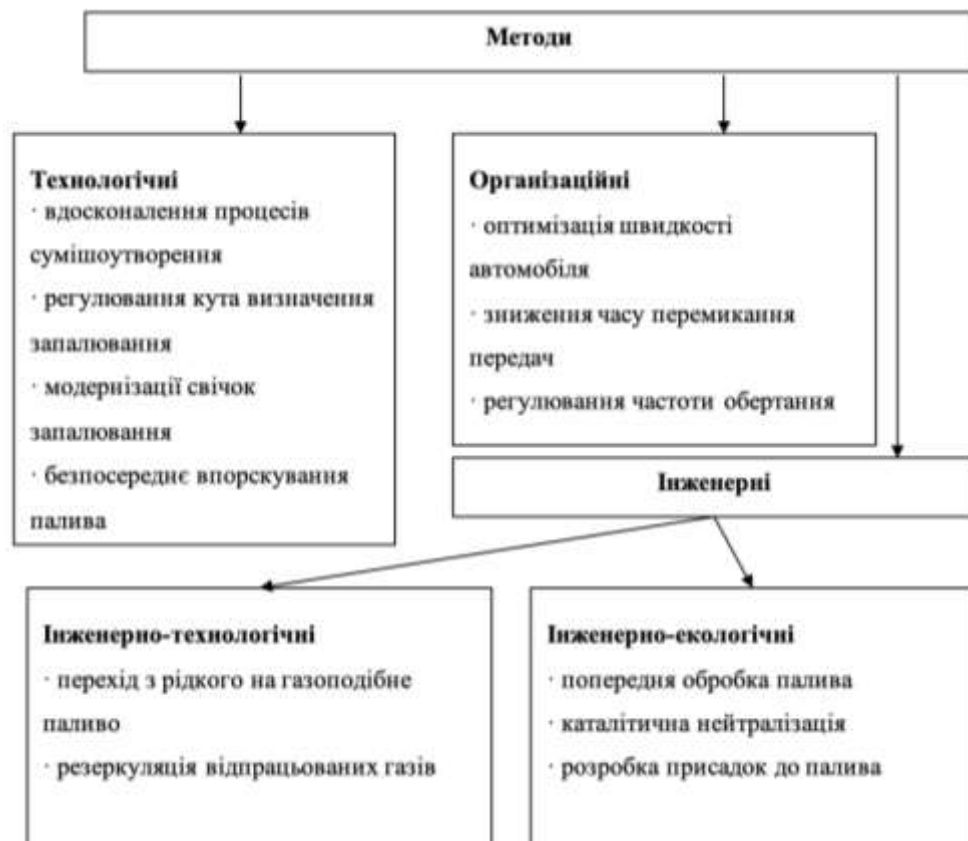 Методи
Технологічні
· вдосконалення процесів
сумішоутворення
· регулювання кута визначення
запалювання
· модернізації свічок
запалювання
· безпосереднє впорскування
палива
Організаційні
· оптимізація швидкості
автомобіля
· зниження часу перемикання
передач
· регулювання частоти обертання
Інженерні
Інженерно-технологічні
· перехід з рідкого на газоподібне
паливо
· резеркуляція відпрацьованих газів
Інженерно-екологічні
· попередня обробка палива
· каталітична нейтралізація
· розробка присадок до палива